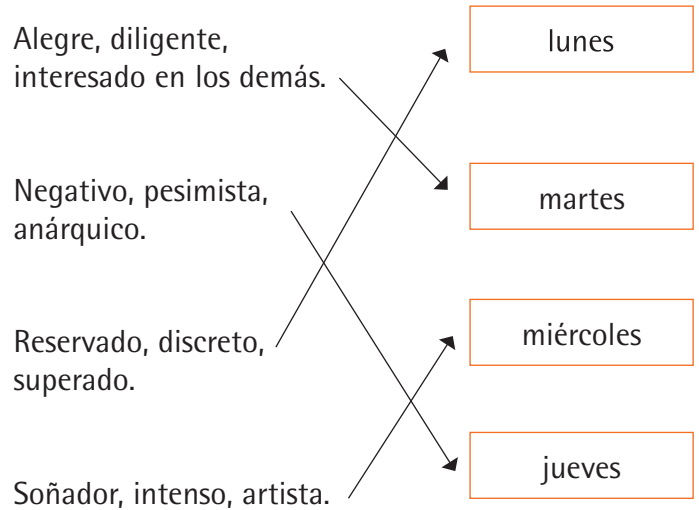 Alegre, diligente,
interesado en los demás.
Negativo, pesimista,
anárquico.
Reservado, discreto,
superado.
Soñador, intenso, artista.
lunes
martes
miércoles
jueves